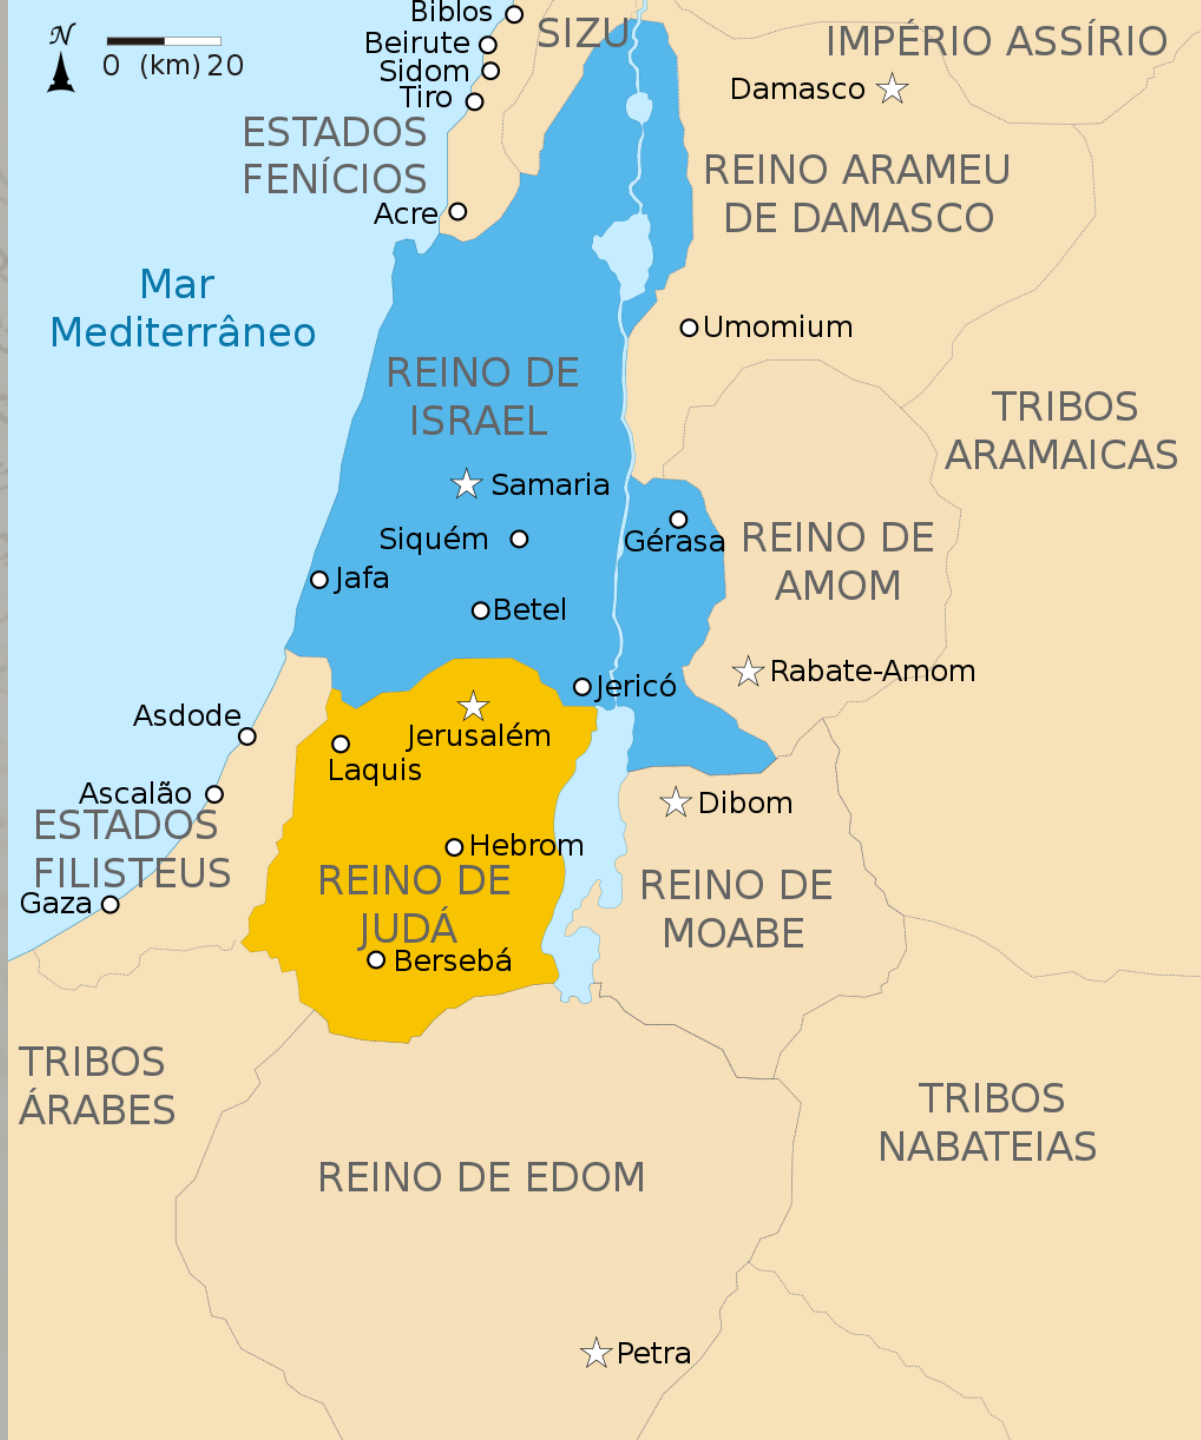 Biblos
SIZU
N
0 (km) 20
Beirute
IMPÉRIO ASSÍRIO
Sidom
Tiro
Damasco
ESTADOS
FENÍCIOS
REINO ARAMEU
DE DAMASCO
Acre
Mar
Mediterrâneo
Umomium
REINO DE
ISRAEL
TRIBOS
ARAMAICAS
Samaria
Siquém
Gérasa
REINO DE
AMOM
Jafa
Betel
Rabate-Amom
Jericó
Asdode
Jerusalém
Laquis
Ascalão
Dibom
ESTADOS
FILISTEUS
Hebrom
REINO DE
JUDÁ
REINO DE
MOABE
Gaza
Bersebá
TRIBOS
ÁRABES
TRIBOS
NABATEIAS
REINO DE EDOM
Petra